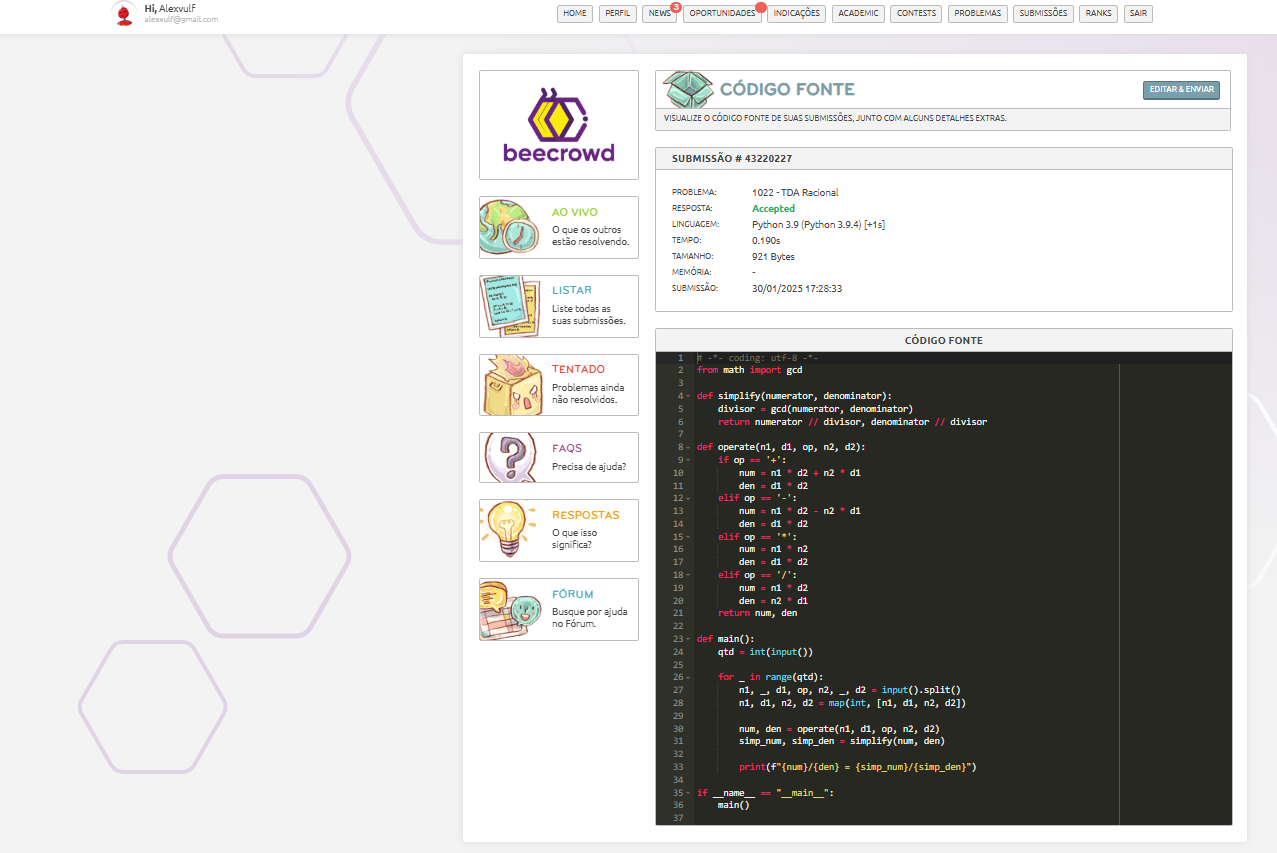 Hi, Alexvulf
alexvulf@gmail.com
HOME PERFIL NEWS 3 OPORTUNIDADES INDICAÇÕES ACADEMIC CONTESTS PROBLEMAS SUBMISSÕES RANKS SAIR
beecrowd
AO VIVO
O que os outros
estão resolvendo.
LISTAR
Liste todas as
suas submissões.
TENTADO
Problemas ainda
não resolvidos.
FAQS
Precisa de ajuda?
RESPOSTAS
O que isso
significa?
FÓRUM
Busque por ajuda
no Fórum.
CÓDIGO FONTE
EDITAR & ENVIAR
VISUALIZE O CÓDIGO FONTE DE SUAS SUBMISSÕES, JUNTO COM ALGUNS DETALHES EXTRAS.
SUBMISSÃO # 43220227
PROBLEMA: 1022 - TDA Racional
RESPOSTA: Accepted
LINGUAGEM: Python 3.9 (Python 3.9.4) [+1s]
TEMPO: 0.190s
TAMANHO: 921 Bytes
MEMÓRIA: -
SUBMISSÃO: 30/01/2025 17:28:33
CÓDIGO FONTE
1 # -*- coding: utf-8 -*-
2 from math import gcd
3
4 def simplify(numerator, denominator):
5     divisor = gcd(numerator, denominator)
6     return numerator // divisor, denominator // divisor
7
8 def operate(n1, d1, op, n2, d2):
9     if op == '+':
10         num = n1 * d2 + n2 * d1
11         den = d1 * d2
12     elif op == '-':
13         num = n1 * d2 - n2 * d1
14         den = d1 * d2
15     elif op == '*':
16         num = n1 * n2
17         den = d1 * d2
18     elif op == '/':
19         num = n1 * d2
20         den = n2 * d1
21     return num, den
22
23 def main():
24     qtd = int(input())
25
26     for _ in range(qtd):
27         n1, _, d1, op, n2, _, d2 = input().split()
28         n1, d1, n2, d2 = map(int, [n1, d1, n2, d2])
29
30         num, den = operate(n1, d1, op, n2, d2)
31         simp_num, simp_den = simplify(num, den)
32
33         print(f"{num}/{den} = {simp_num}/{simp_den}")
34
35 if __name__ == "__main__":
36     main()
37